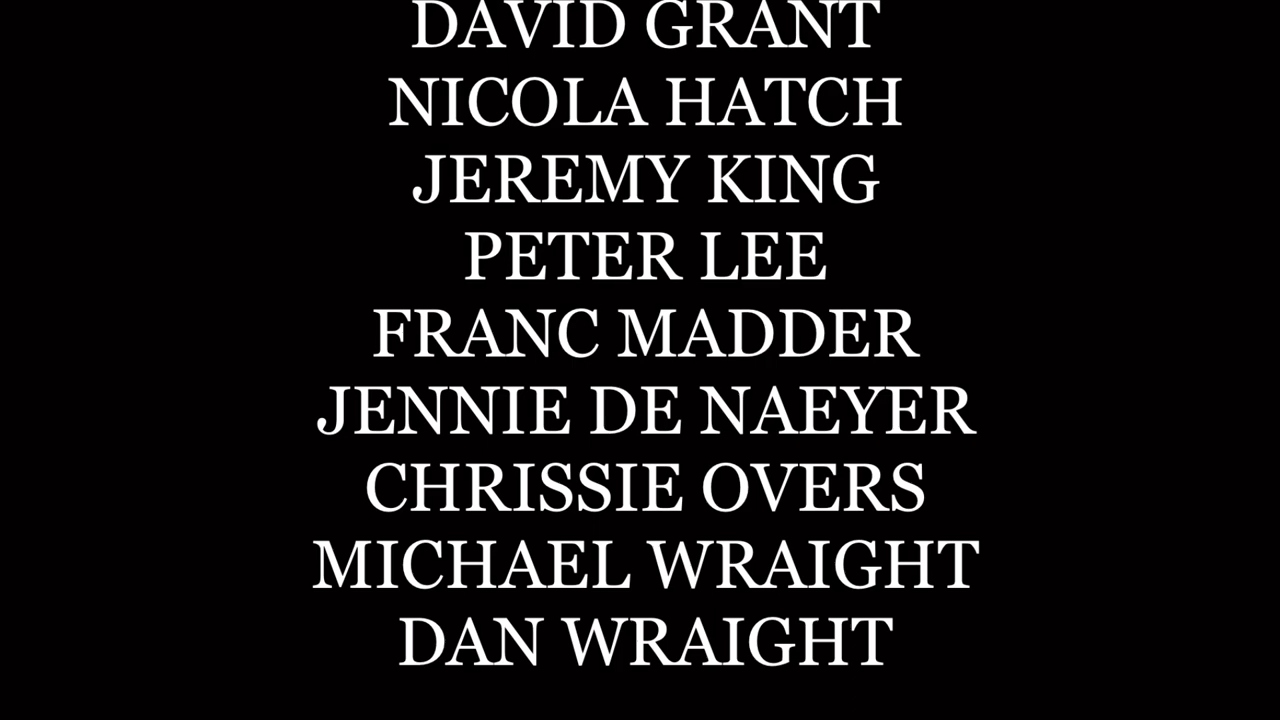 DAVID GRANT
NICOLA HATCH
JEREMY KING
PETER LEE
FRANC MADDER
JENNIE DE NAEYER
CHRISSIE OVERS
MICHAEL WRAIGHT
DAN WRAIGHT